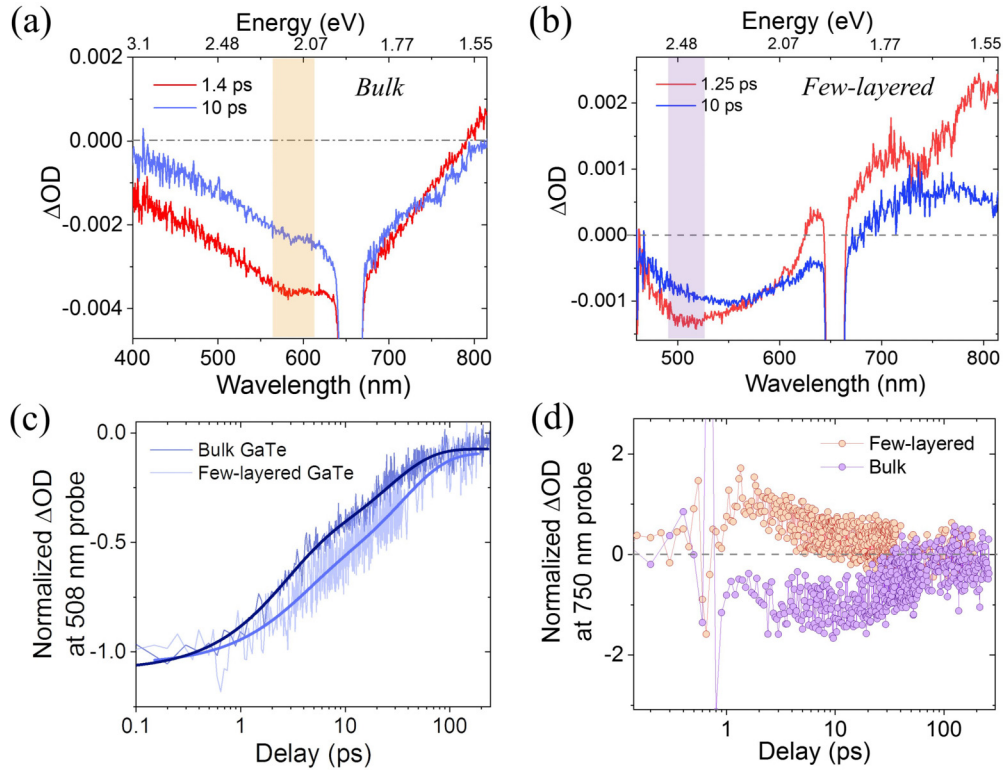 (a)
Energy (eV)
3.1 2.48 2.07 1.77 1.55
0.002
0.000
-0.002
-0.004
ΔOD
1.4 ps
10 ps
Bulk
400 500 600 700 800
Wavelength (nm)
(b)
Energy (eV)
2.48 2.07 1.77 1.55
0.002
0.001
0.000
-0.001
ΔOD
1.25 ps
10 ps
Few-layered
500 600 700 800
Wavelength (nm)
(c)
0.0
-0.5
-1.0
Normalized ΔOD
at 508 nm probe
Bulk GaTe
Few-layered GaTe
0.1 1 10 100
Delay (ps)
(d)
2
0
-2
Normalized ΔOD
at 750 nm probe
Few-layered
Bulk
1 10 100
Delay (ps)